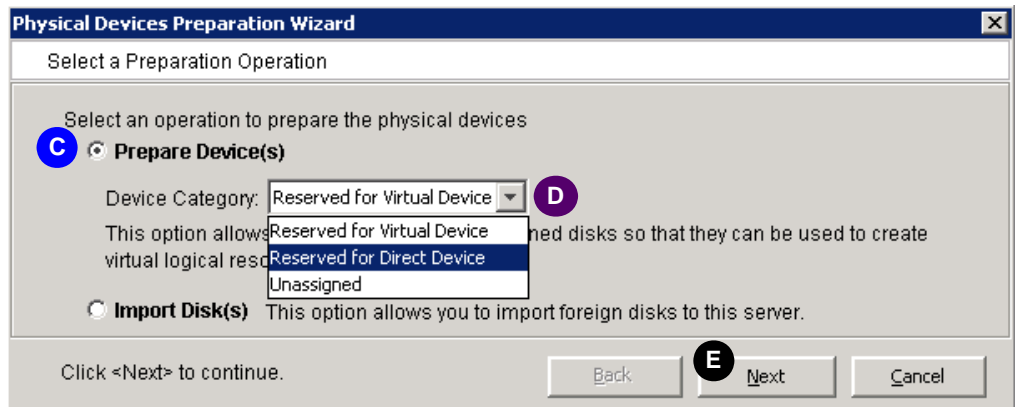 Physical Devices Preparation Wizard
Select a Preparation Operation
Select an operation to prepare the physical devices
C Prepare Device(s)
Device Category: Reserved for Virtual Device D
Reserved for Virtual Device
This option allows ned disks so that they can be used to create
Reserved for Direct Device
virtual logical reso
Unassigned
Import Disk(s) This option allows you to import foreign disks to this server.
Click <Next> to continue. Back E Next Cancel